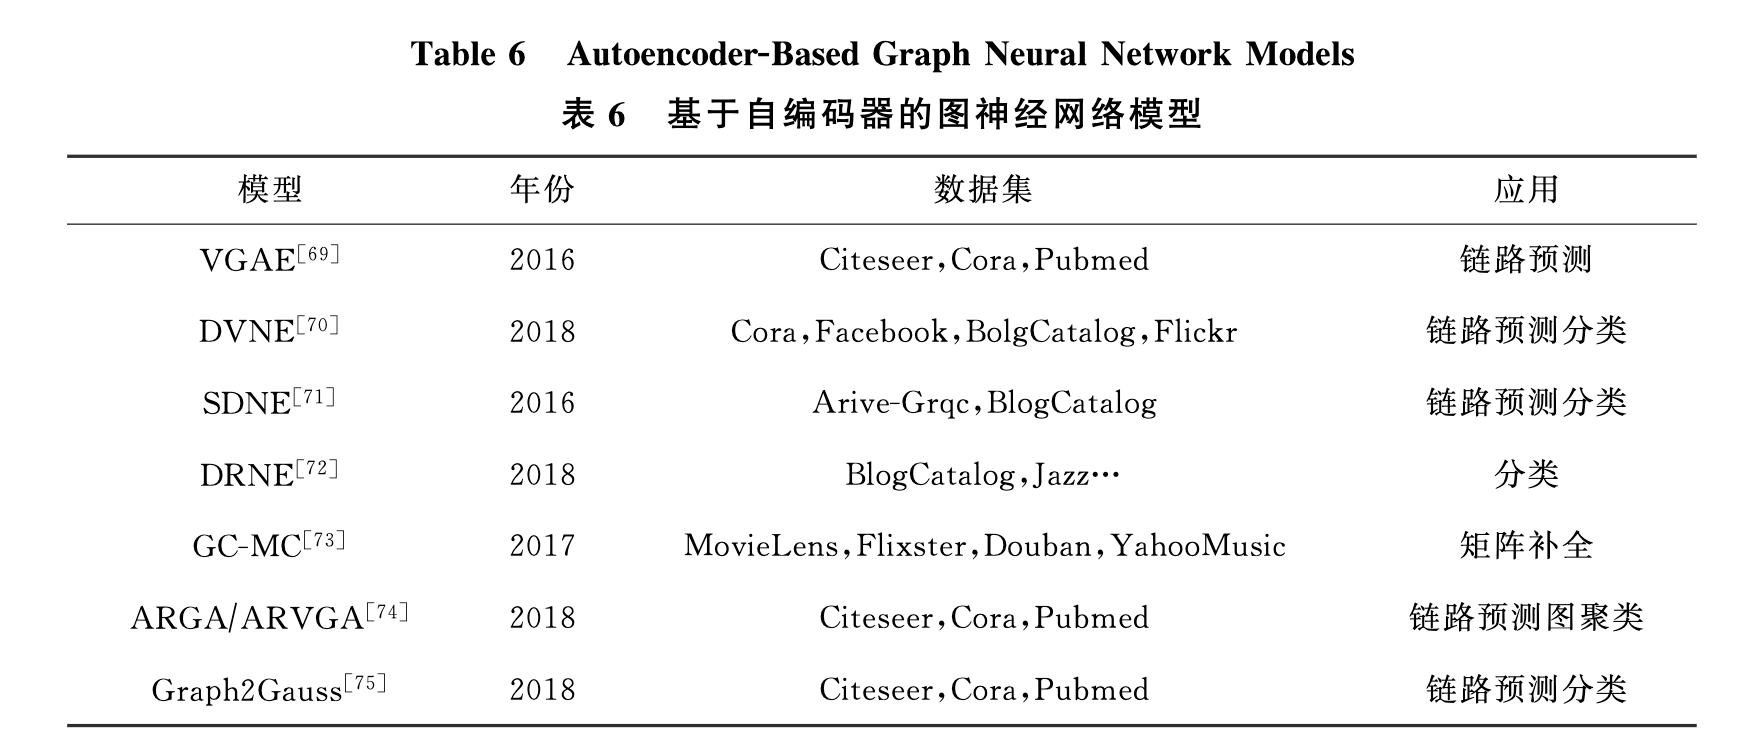 Table 6 Autoencoder-Based Graph Neural Network Models
表 6 基于自编码器的图神经网络模型
模型 年份 数据集 应用
VGAE[69] 2016 Citeseer,Cora,Pubmed 链路预测
DVNE[70] 2018 Cora,Facebook,BolgCatalog,Flickr 链路预测分类
SDNE[71] 2016 Arive-Grqc,BlogCatalog 链路预测分类
DRNE[72] 2018 BlogCatalog,Jazz… 分类
GC-MC[73] 2017 MovieLens,Flixster,Douban,YahooMusic 矩阵补全
ARGA/ARVGA[74] 2018 Citeseer,Cora,Pubmed 链路预测图聚类
Graph2Gauss[75] 2018 Citeseer,Cora,Pubmed 链路预测分类